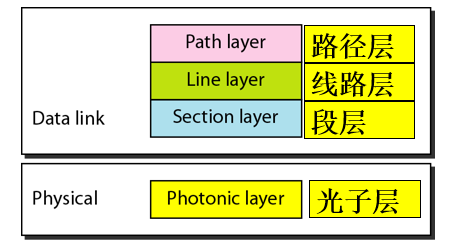 Path layer 路径层
Line layer 线路层
Data link Section layer 段层
Physical Photonic layer 光子层